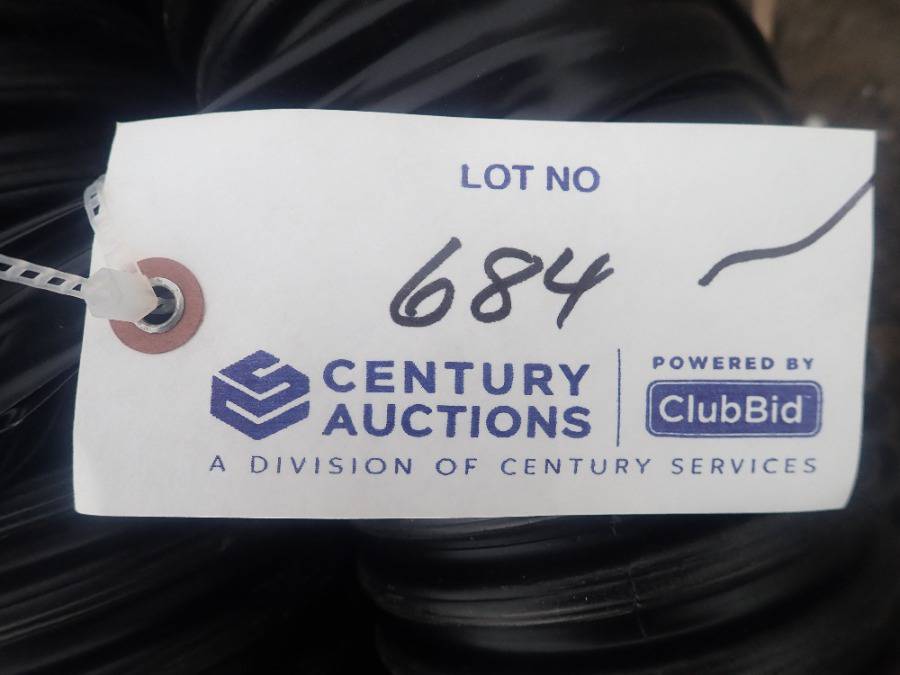 LOT NO
684
CENTURY
AUCTIONS
POWERED BY
ClubBid
A DIVISION OF CENTURY SERVICES